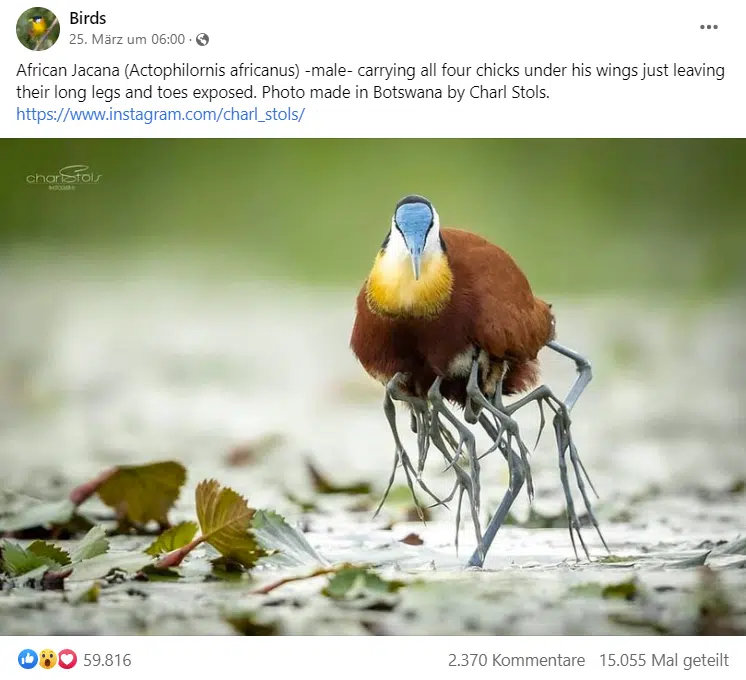 Birds
25. März um 06:00 ·
African Jacana (Actophilornis africanus) -male- carrying all four chicks under his wings just leaving
their long legs and toes exposed. Photo made in Botswana by Charl Stols.
https://www.instagram.com/charl_stols/
charlStols
59.816
2.370 Kommentare 15.055 Mal geteilt